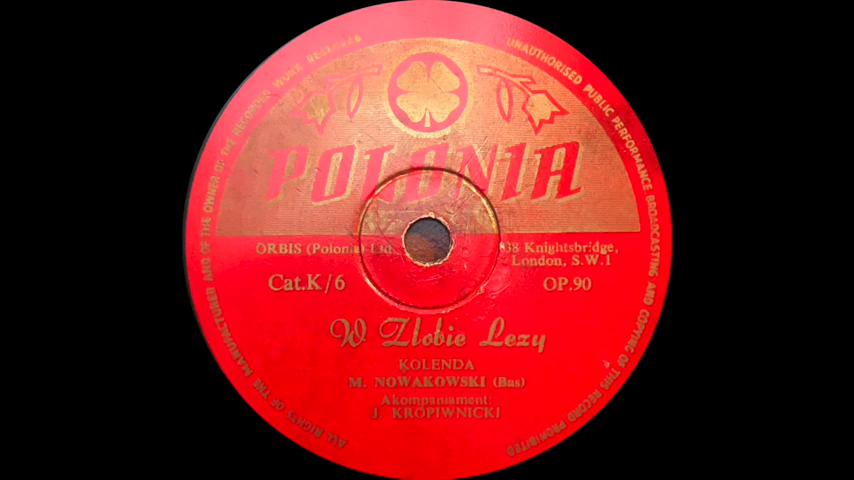 ALL RIGHTS OF THE MANUFACTURER AND OF THE OWNER OF THE RECORDED WORK RESERVED
UNAUTHORISED PUBLIC PERFORMANCE BROADCASTING AND COPYING OF THIS RECORD PROHIBITED
POLONIA
ORBIS (Polonia) Ltd.
38 Knightsbridge,
London, S.W.1
Cat.K/6
OP.90
W Zlobie Lezy
KOLENDA
M. NOWAKOWSKI (Bas)
Akompaniament:
J. KROPIWNICKI